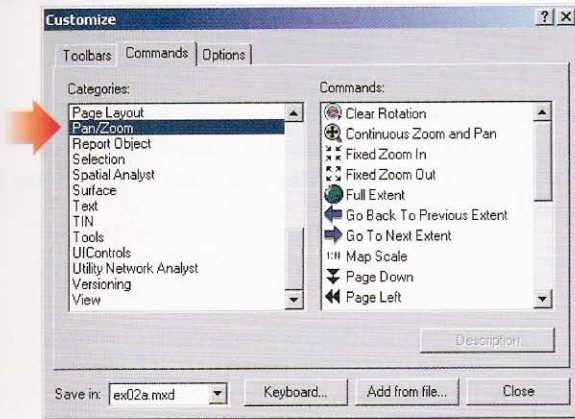 Customize
Toolbars Commands Options
Categories:
Page Layout
Pan/Zoom
Report Object
Selection
Spatial Analyst
Surface
Text
TIN
Tools
UIControls
Utility Network Analyst
Versioning
View
Commands:
Clear Rotation
Continuous Zoom and Pan
Fixed Zoom In
Fixed Zoom Out
Full Extent
Go Back To Previous Extent
Go To Next Extent
1:N Map Scale
Page Down
Page Left
Description
Save in: ex02a.mxd Keyboard... Add from file... Close